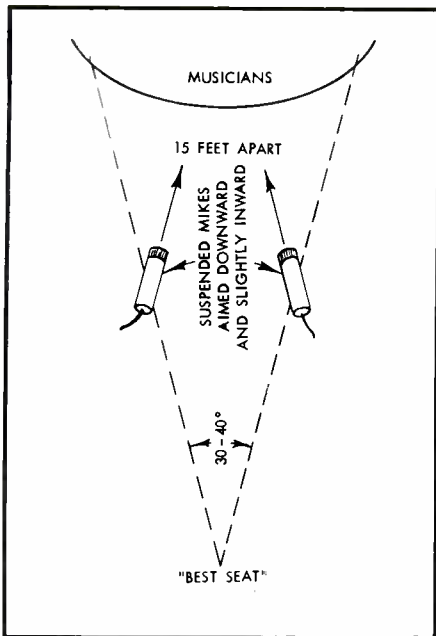 MUSICIANS
15 FEET APART
SUSPENDED MIKES
AIMED DOWNWARD
AND SLIGHTLY INWARD
30-40°
"BEST SEAT"